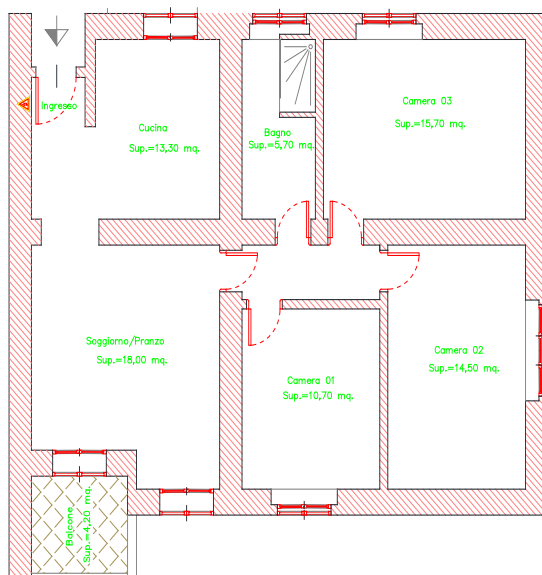 Ingresso
Cucina
Sup.=13,30 mq.
Bagno
Sup.=5,70 mq.
Camera 03
Sup.=15,70 mq.
Soggiorno/Pranzo
Sup.=18,00 mq.
Camera 01
Sup.=10,70 mq.
Camera 02
Sup.=14,50 mq.
Balcone
Sup.=4,20 mq.